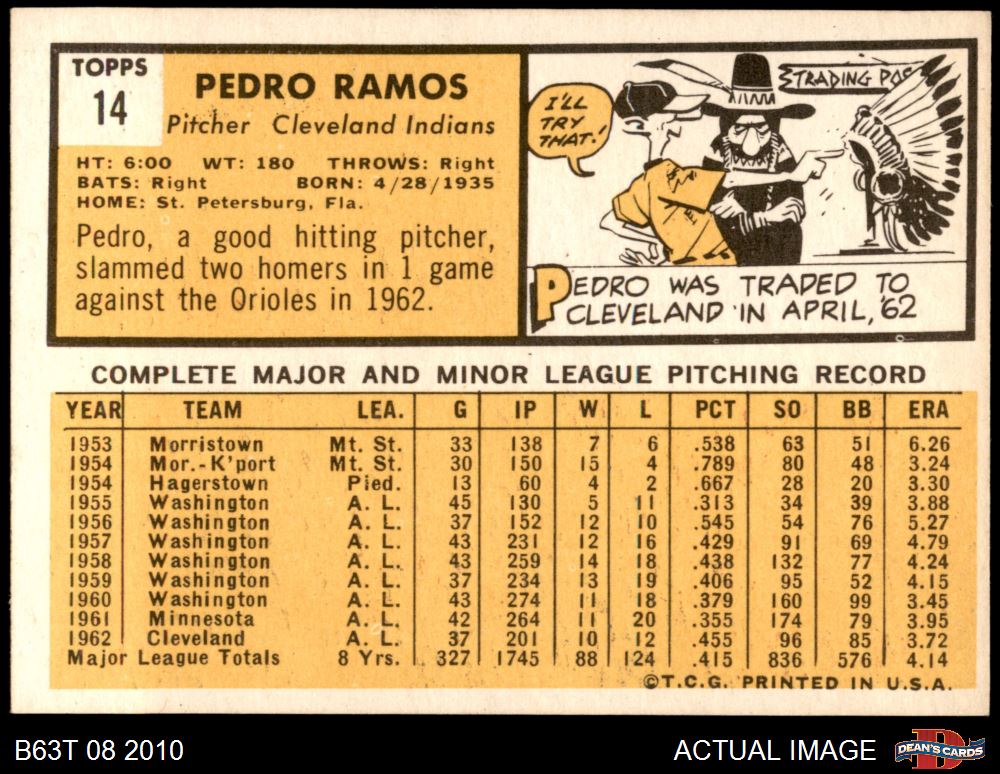 TOPPS
14
PEDRO RAMOS
Pitcher Cleveland Indians
HT: 6:00 WT: 180 THROWS: Right
BATS: Right BORN: 4/28/1935
HOME: St. Petersburg, Fla.
Pedro, a good hitting pitcher,
slammed two homers in 1 game
against the Orioles in 1962.
I'LL
TRY
THAT!
TRADING POS
PEDRO WAS TRADED TO
CLEVELAND IN APRIL, '62
COMPLETE MAJOR AND MINOR LEAGUE PITCHING RECORD
YEAR TEAM LEA. G IP W L PCT SO BB ERA
1953 Morristown Mt. St. 33 138 7 6 .538 63 51 6.26
1954 Mor.-K'port Mt. St. 30 150 15 4 .789 80 48 3.24
1954 Hagerstown Pied. 13 60 4 2 .667 28 20 3.30
1955 Washington A. L. 45 130 5 11 .313 34 39 3.88
1956 Washington A. L. 37 152 12 10 .545 54 76 5.27
1957 Washington A. L. 43 231 12 16 .429 91 69 4.79
1958 Washington A. L. 43 259 14 18 .438 132 77 4.24
1959 Washington A. L. 37 234 13 19 .406 95 52 4.15
1960 Washington A. L. 43 274 11 18 .379 160 99 3.45
1961 Minnesota A. L. 42 264 11 20 .355 174 79 3.95
1962 Cleveland A. L. 37 201 10 12 .455 96 85 3.72
Major League Totals 8 Yrs. 327 1745 88 124 .415 836 576 4.14
©T.C.G. PRINTED IN U.S.A.
B63T 08 2010
ACTUAL IMAGE
D
DEAN'S CARDS